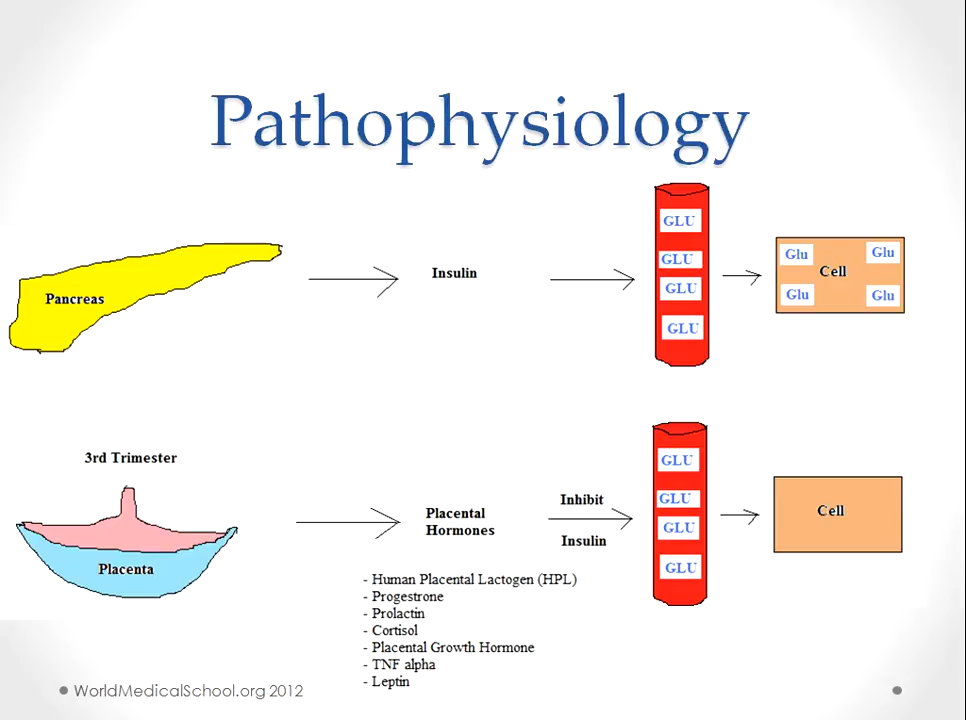 Pathophysiology
Pancreas
Insulin
GLU
GLU
GLU
GLU
Glu
Glu
Cell
Glu
Glu
3rd Trimester
Placenta
Placental
Hormones
- Human Placental Lactogen (HPL)
- Progestrone
- Prolactin
- Cortisol
- Placental Growth Hormone
- TNF alpha
- Leptin
Inhibit
Insulin
GLU
GLU
GLU
GLU
Cell
WorldMedicalSchool.org 2012